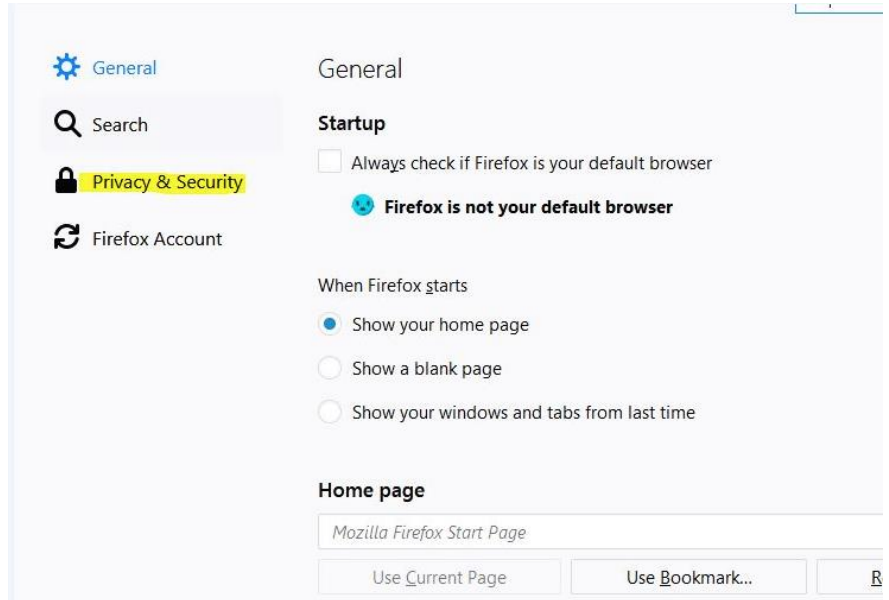 General
Search
Privacy & Security
Firefox Account
General
Startup
Always check if Firefox is your default browser
Firefox is not your default browser
When Firefox starts
Show your home page
Show a blank page
Show your windows and tabs from last time
Home page
Mozilla Firefox Start Page
Use Current Page
Use Bookmark...